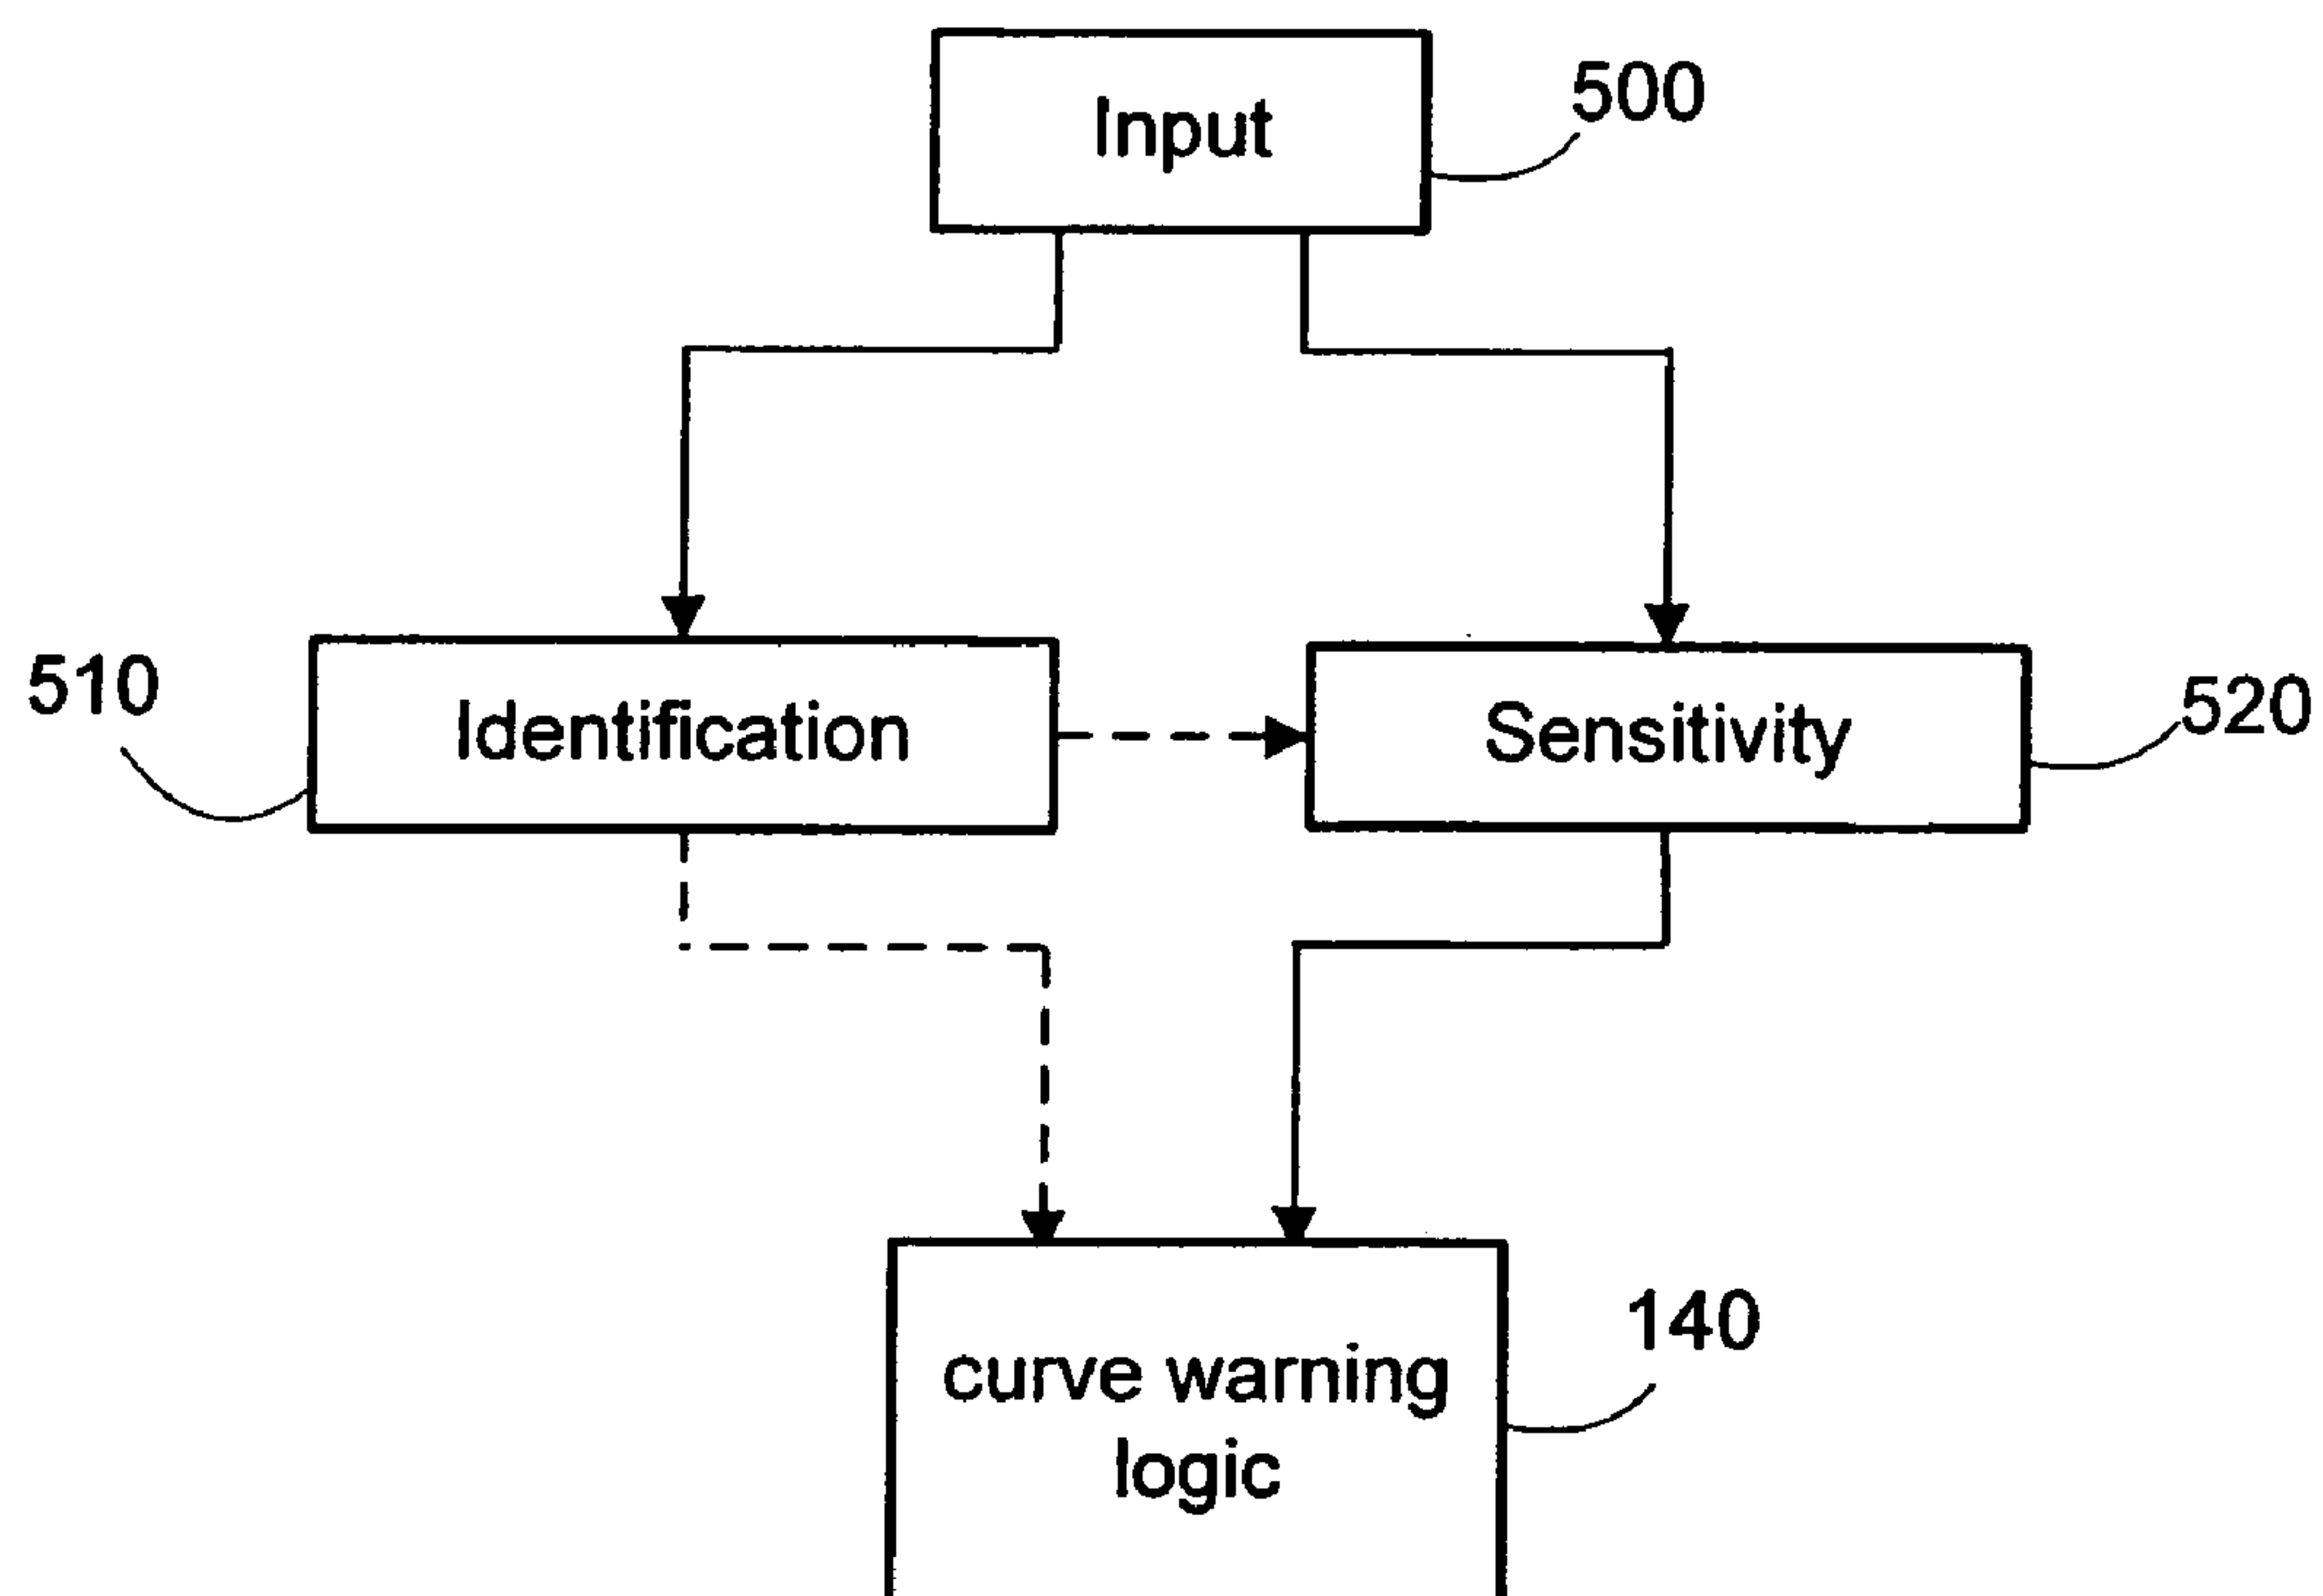 Input
500
510
Identification
Sensitivity
520
curve warning
logic
140